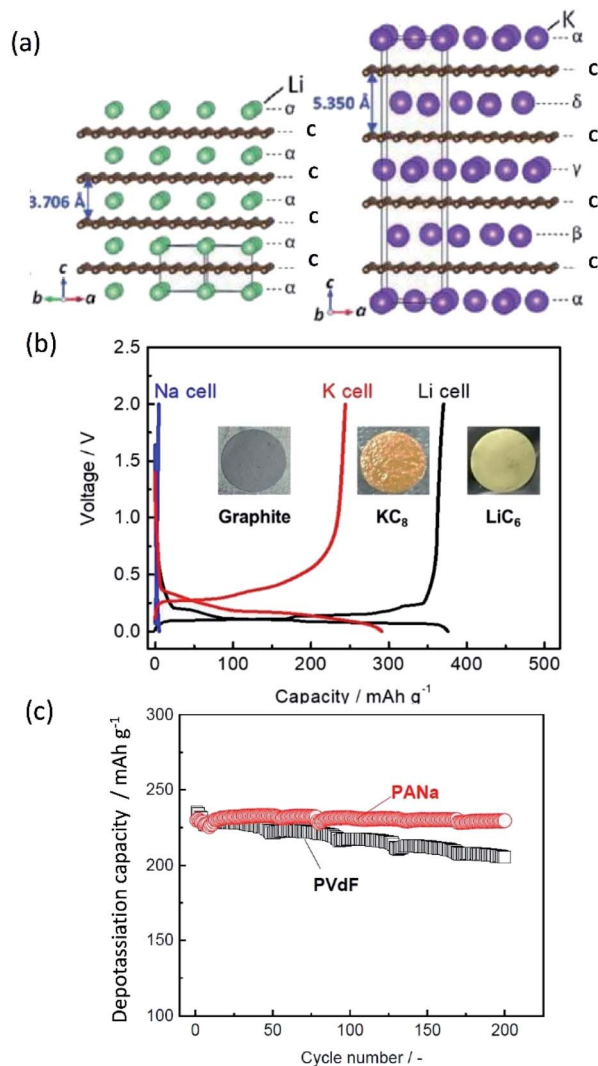 (a)
Li
α
C
α
C
3.706 Å
α
C
α
C
α
c
b
a
K
α
C
5.350 Å
δ
C
γ
C
β
C
α
c
b
a
(b)
2.5
2.0
1.5
1.0
0.5
0.0
Voltage / V
Na cell
K cell
Li cell
Graphite
KC₈
LiC₆
0
100
200
300
400
500
Capacity / mAh g⁻¹
(c)
300
250
200
150
100
Depotassiation capacity / mAh g⁻¹
PANa
PVdF
0
50
100
150
200
Cycle number / -